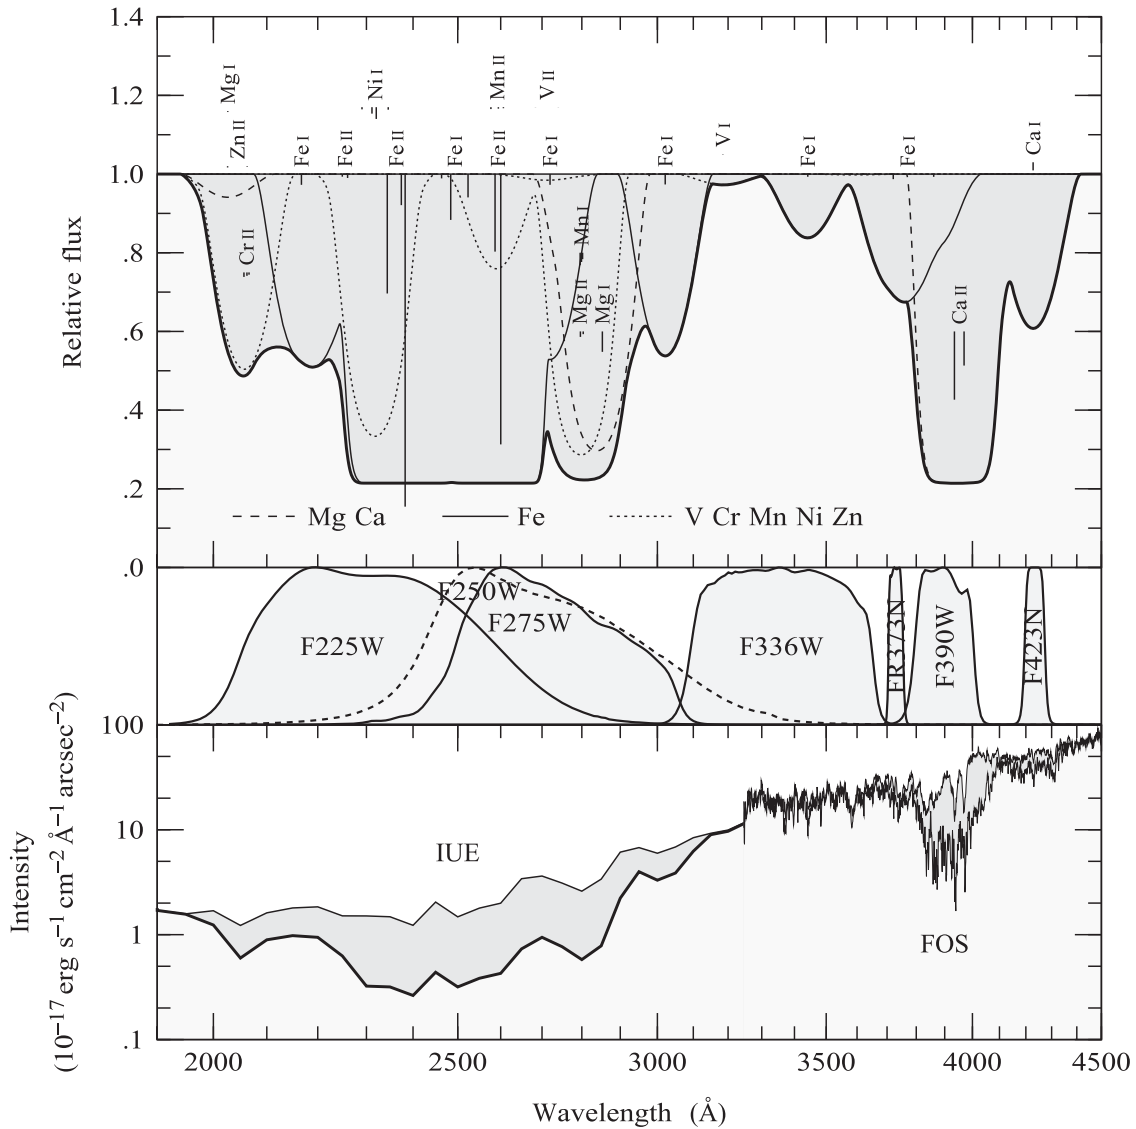 1.4
1.2
1.0
.8
.6
.4
.2
.0
Relative flux
Mg I
Zn II
Cr II
Fe I
Fe II
Ni I
Fe II
Fe I
Mn II
Fe II
V II
Fe I
Mn I
Mg II
Mg I
Fe I
V I
Fe I
Fe I
Ca II
Ca I
Mg Ca
Fe
V Cr Mn Ni Zn
F225W
F250W
F275W
F336W
FR373N
F390W
F423N
100
10
1
.1
Intensity
(10⁻¹⁷ erg s⁻¹ cm⁻² Å⁻¹ arcsec⁻²)
IUE
FOS
2000 2500 3000 3500 4000 4500
Wavelength (Å)